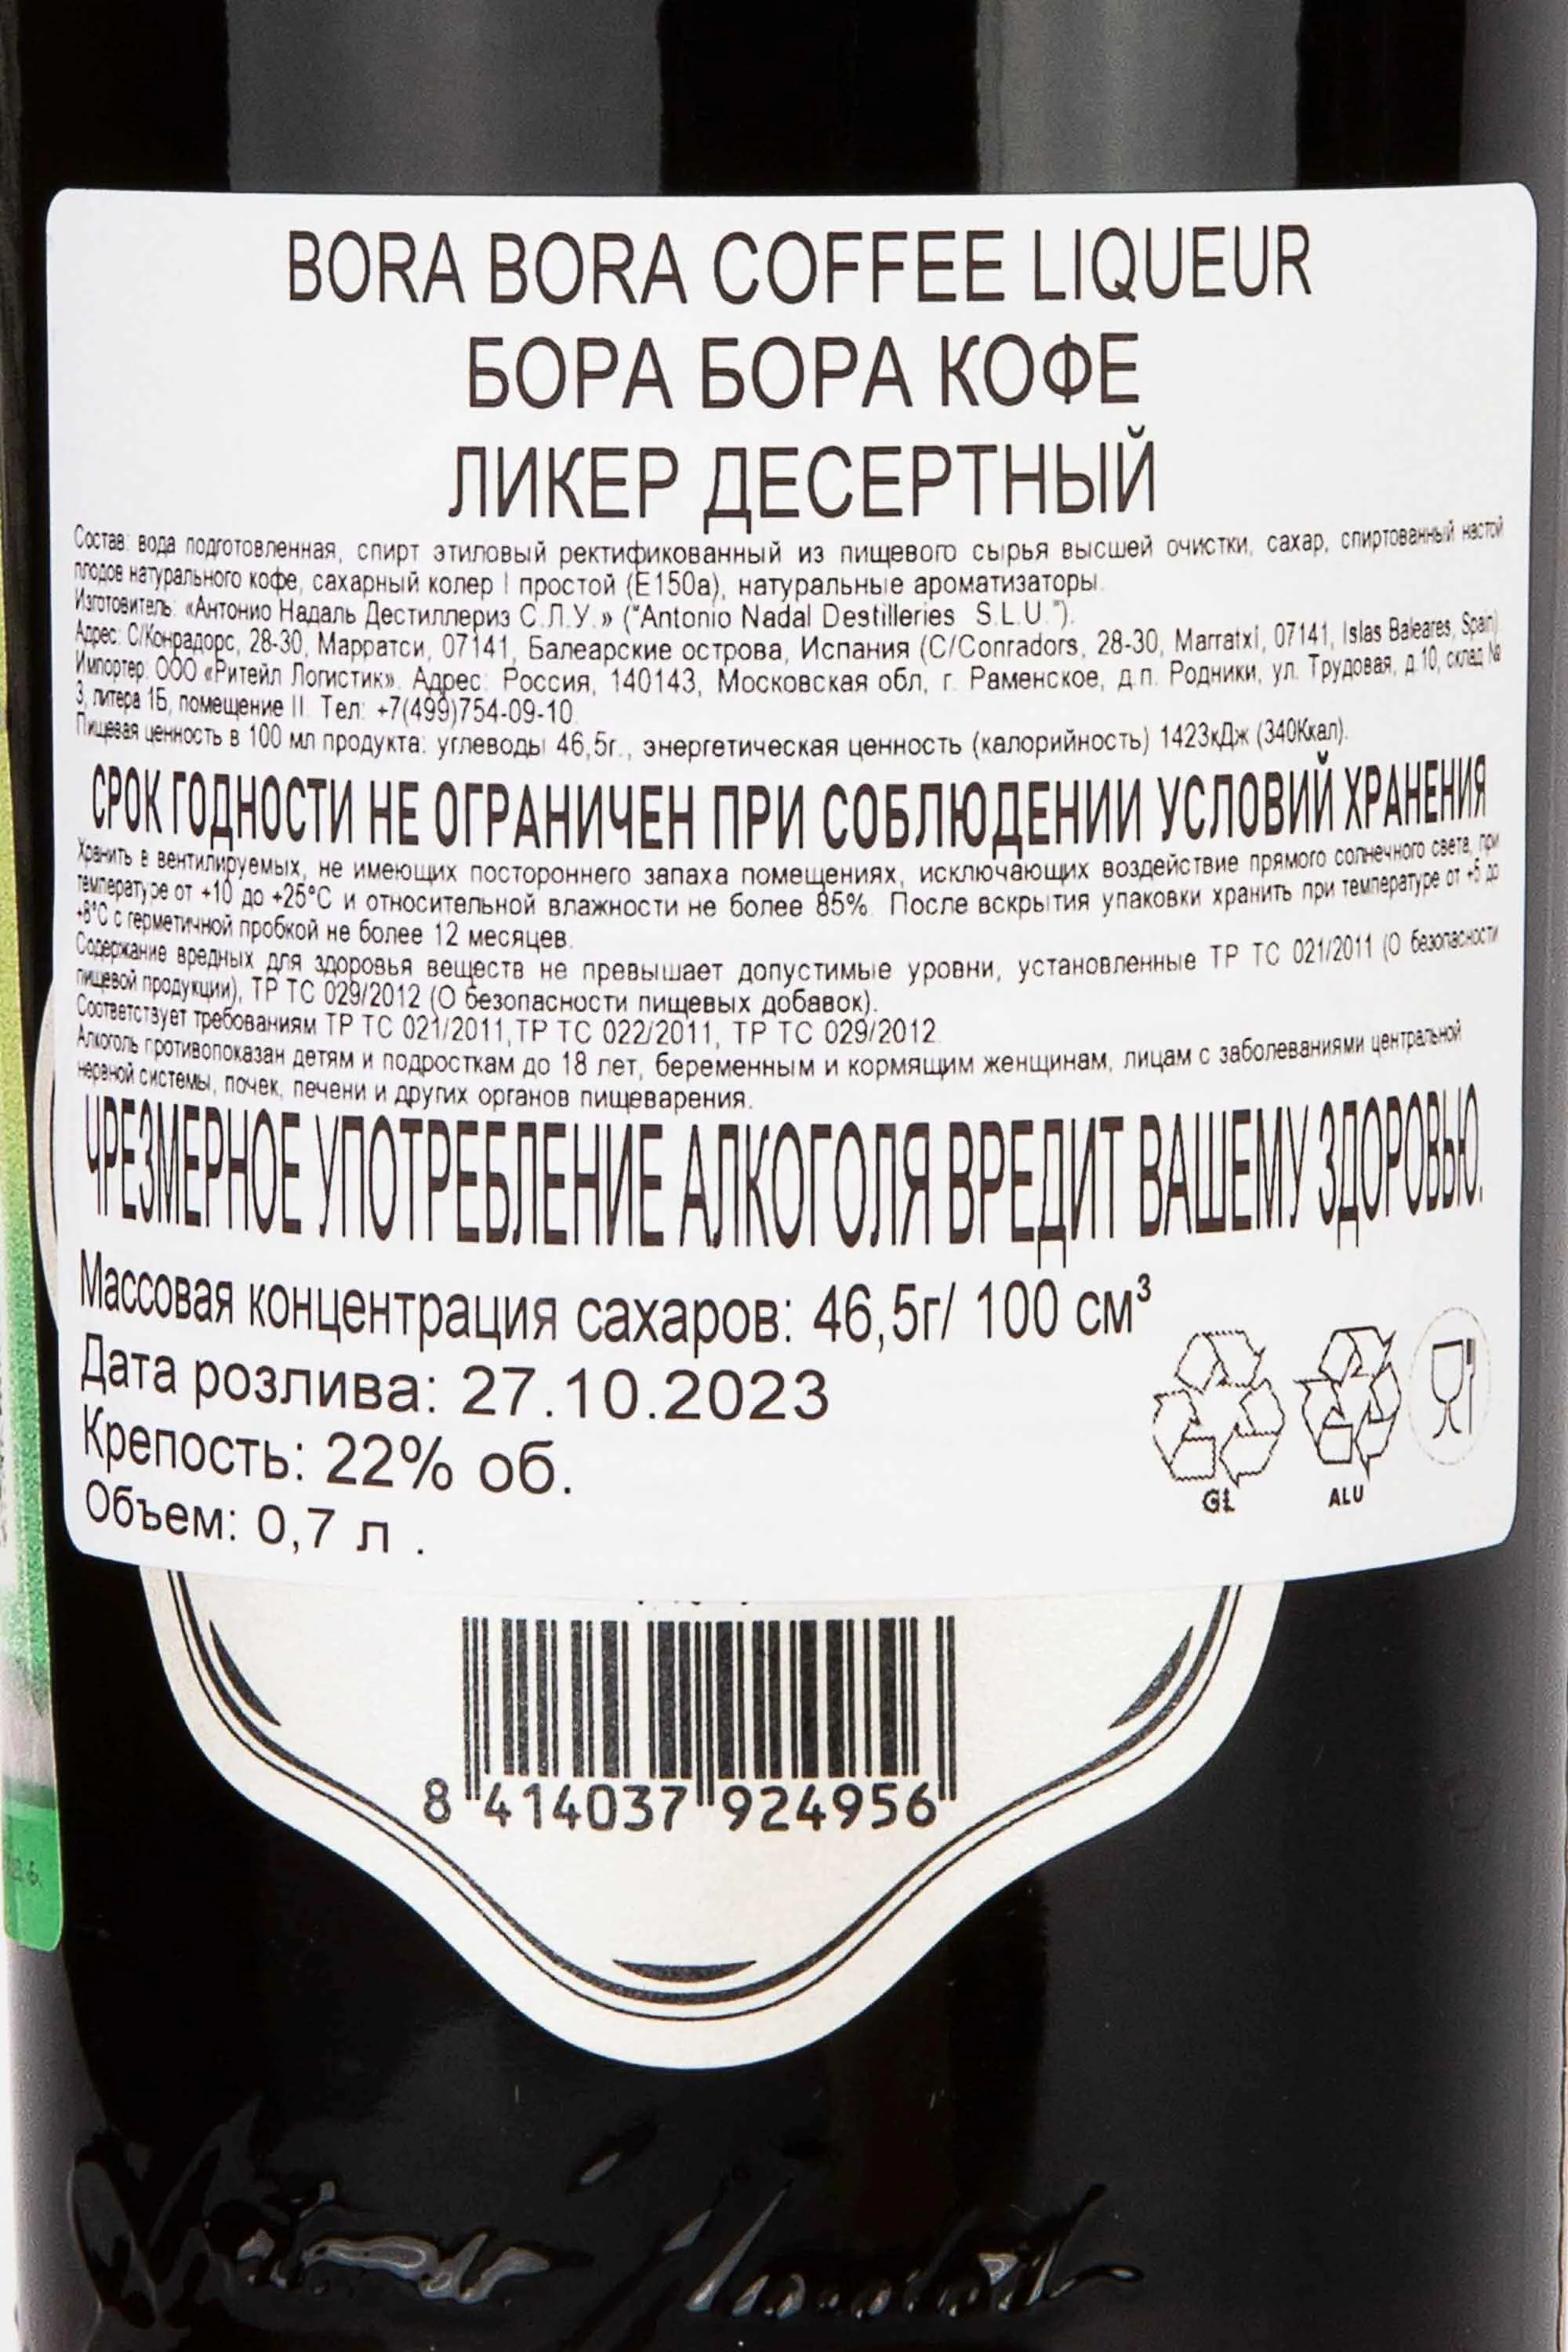 BORA BORA COFFEE LIQUEUR
БОРА БОРА КОФЕ
ЛИКЕР ДЕСЕРТНЫЙ
Состав: вода подготовленная, спирт этиловый ректификованный из пищевого сырья высшей очистки, сахар, спиртованный настой
плодов натурального кофе, сахарный колер I простой (Е150а), натуральные ароматизаторы.
Изготовитель: «Антонио Надаль Дестиллериз С.Л.У.» ("Antonio Nadal Destilleries S.L.U.").
Адрес: С/Конрадорс, 28-30, Марратси, 07141, Балеарские острова, Испания (C/Conradors, 28-30, Marratxí, 07141, Islas Baleares, Spain)
Импортер: ООО «Ритейл Логистик». Адрес: Россия, 140143, Московская обл, г. Раменское, д.п. Родники, ул. Трудовая, д.10, склад №
3, литера 1Б, помещение II. Тел: +7(499)754-09-10.
Пищевая ценность в 100 мл продукта: углеводы 46,5г., энергетическая ценность (калорийность) 1423кДж (340Ккал).
СРОК ГОДНОСТИ НЕ ОГРАНИЧЕН ПРИ СОБЛЮДЕНИИ УСЛОВИЙ ХРАНЕНИЯ
Хранить в вентилируемых, не имеющих постороннего запаха помещениях, исключающих воздействие прямого солнечного света, при
температуре от +10 до +25°С и относительной влажности не более 85%. После вскрытия упаковки хранить при температуре от +5 до
+8°С с герметичной пробкой не более 12 месяцев.
Содержание вредных для здоровья веществ не превышает допустимые уровни, установленные ТР ТС 021/2011 (О безопасности
пищевой продукции), ТР ТС 029/2012 (О безопасности пищевых добавок).
Соответствует требованиям ТР ТС 021/2011,ТР ТС 022/2011, ТР ТС 029/2012.
Алкоголь противопоказан детям и подросткам до 18 лет, беременным и кормящим женщинам, лицам с заболеваниями центральной
нервной системы, почек, печени и других органов пищеварения.
ЧРЕЗМЕРНОЕ УПОТРЕБЛЕНИЕ АЛКОГОЛЯ ВРЕДИТ ВАШЕМУ ЗДОРОВЬЮ.
Массовая концентрация сахаров: 46,5г/ 100 см³
Дата розлива: 27.10.2023
Крепость: 22% об.
Объем: 0,7 л .
GL
ALU
8 414037 924956